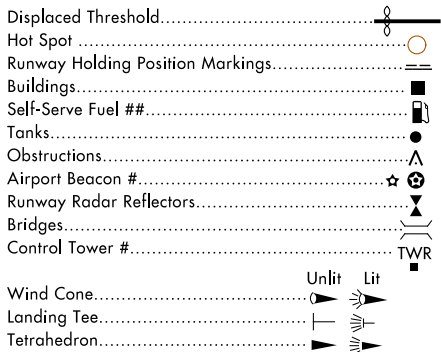 Displaced Threshold
Hot Spot
Runway Holding Position Markings
Buildings
Self-Serve Fuel ##
Tanks
Obstructions
Airport Beacon #
Runway Radar Reflectors
Bridges
Control Tower # TWR
Unlit Lit
Wind Cone
Landing Tee
Tetrahedron